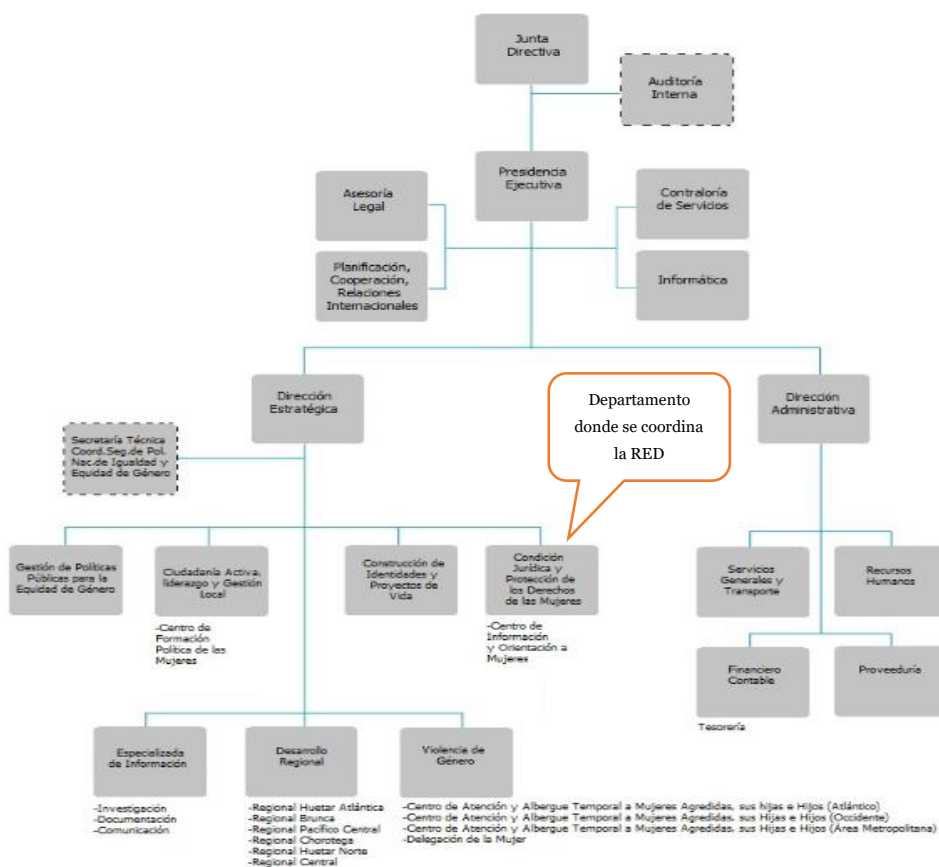 Junta
Directiva
Auditoría
Interna
Presidencia
Ejecutiva
Asesoría
Legal
Contraloría
de Servicios
Planificación,
Cooperación,
Relaciones
Internacionales
Informática
Dirección
Estratégica
Departamento
donde se coordina
la RED
Dirección
Administrativa
Secretaría Técnica
Coord.Seg.de Pol.
Nac.de Igualdad y
Equidad de Género
Gestión de Políticas
Públicas para la
Equidad de Género
Ciudadanía Activa,
liderazgo y Gestión
Local
-Centro de
Formación
Política de las
Mujeres
Construcción de
Identidades y
Proyectos de
Vida
Condición
Jurídica y
Protección de
los Derechos
de las Mujeres
-Centro de
Información
y Orientación a
Mujeres
Servicios
Generales y
Transporte
Recursos
Humanos
Financiero
Contable
Tesorería
Proveeduría
Especializada
de Información
-Investigación
-Documentación
-Comunicación
Desarrollo
Regional
-Regional Huetar Atlántica
-Regional Brunca
-Regional Pacífico Central
-Regional Chorotega
-Regional Huetar Norte
-Regional Central
Violencia de
Género
-Centro de Atención y Albergue Temporal a Mujeres Agredidas, sus hijas e Hijos (Atlántico)
-Centro de Atención y Albergue Temporal a Mujeres Agredidas, sus Hijas e Hijos (Occidente)
-Centro de Atención y Albergue Temporal a Mujeres Agredidas, sus Hijas e Hijos (Área Metropolitana)
-Delegación de la Mujer